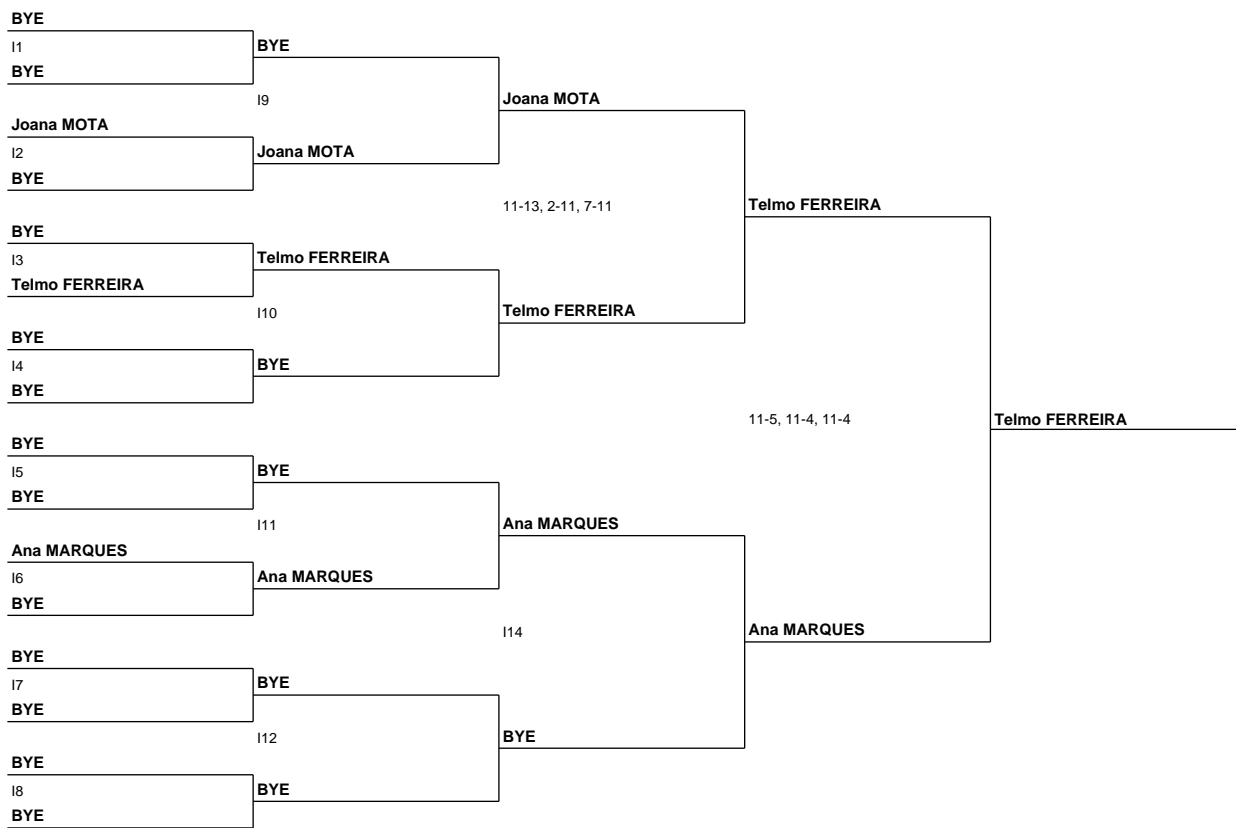 BYE
I1
BYE
BYE
I9
Joana MOTA
Joana MOTA
I2
Joana MOTA
BYE
11-13, 2-11, 7-11
Telmo FERREIRA
BYE
I3
Telmo FERREIRA
Telmo FERREIRA
I10
Telmo FERREIRA
BYE
I4
BYE
BYE
11-5, 11-4, 11-4
Telmo FERREIRA
BYE
I5
BYE
BYE
I11
Ana MARQUES
Ana MARQUES
I6
Ana MARQUES
BYE
I14
Ana MARQUES
BYE
I7
BYE
BYE
I12
BYE
BYE
I8
BYE
BYE